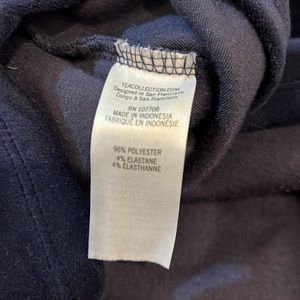 TEACOLLECTION.COM
Designed in San Francisco
Conçu à San Francisco
RN 107708
MADE IN INDONESIA
FABRIQUÉ EN INDONÉSIE
96% POLYESTER
4% ELASTANE
4% ÉLASTHANNE